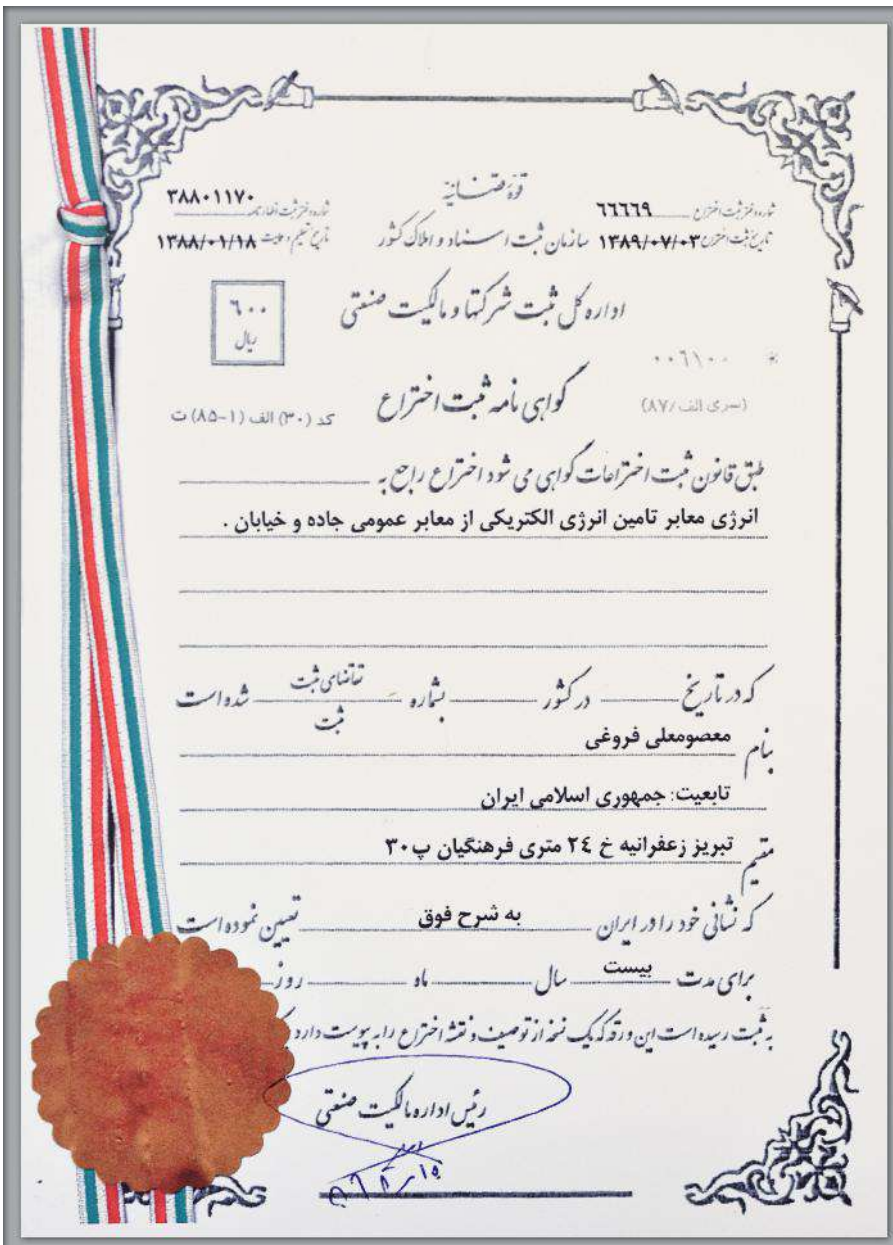 قوه قضائیه
شماره دفتر ثبت اختراع ٦٦٦٦٩
شماره دفتر ثبت اظهارنامه ۳۸۸۰۱۱۷۰
تاریخ ثبت اختراع ۱۳۸۹/۰۷/۰۳
سازمان ثبت اسناد و املاک کشور
تاریخ تسلیم و ثبت ۱۳۸۸/۰۱/۱۸
اداره کل ثبت شرکتها و مالکیت صنعتی
٦٠٠
ریال
۰۰٦۱۰۰ *
(سری الف /۸۷)
گواهی نامه ثبت اختراع
کد (۳۰) الف (۱-۸۵) ت
طبق قانون ثبت اختراعات گواهی می شود اختراع راجع به
انرژی معابر تامین انرژی الکتریکی از معابر عمومی جاده و خیابان .
که در تاریخ در کشور بشماره تقاضای ثبت شده است
ثبت
بنام معصومعلی فروغی
تابعیت: جمهوری اسلامی ایران
مقیم تبریز زعفرانیه خ ٢٤ متری فرهنگیان پ ۳۰
که نشانی خود را در ایران به شرح فوق تعیین نموده است
برای مدت بیست سال ماه روز
به ثبت رسیده است این ورقه که یک نسخه از توصیف و نقشه اختراع را به پیوست دارد
رئیس اداره مالکیت صنعتی